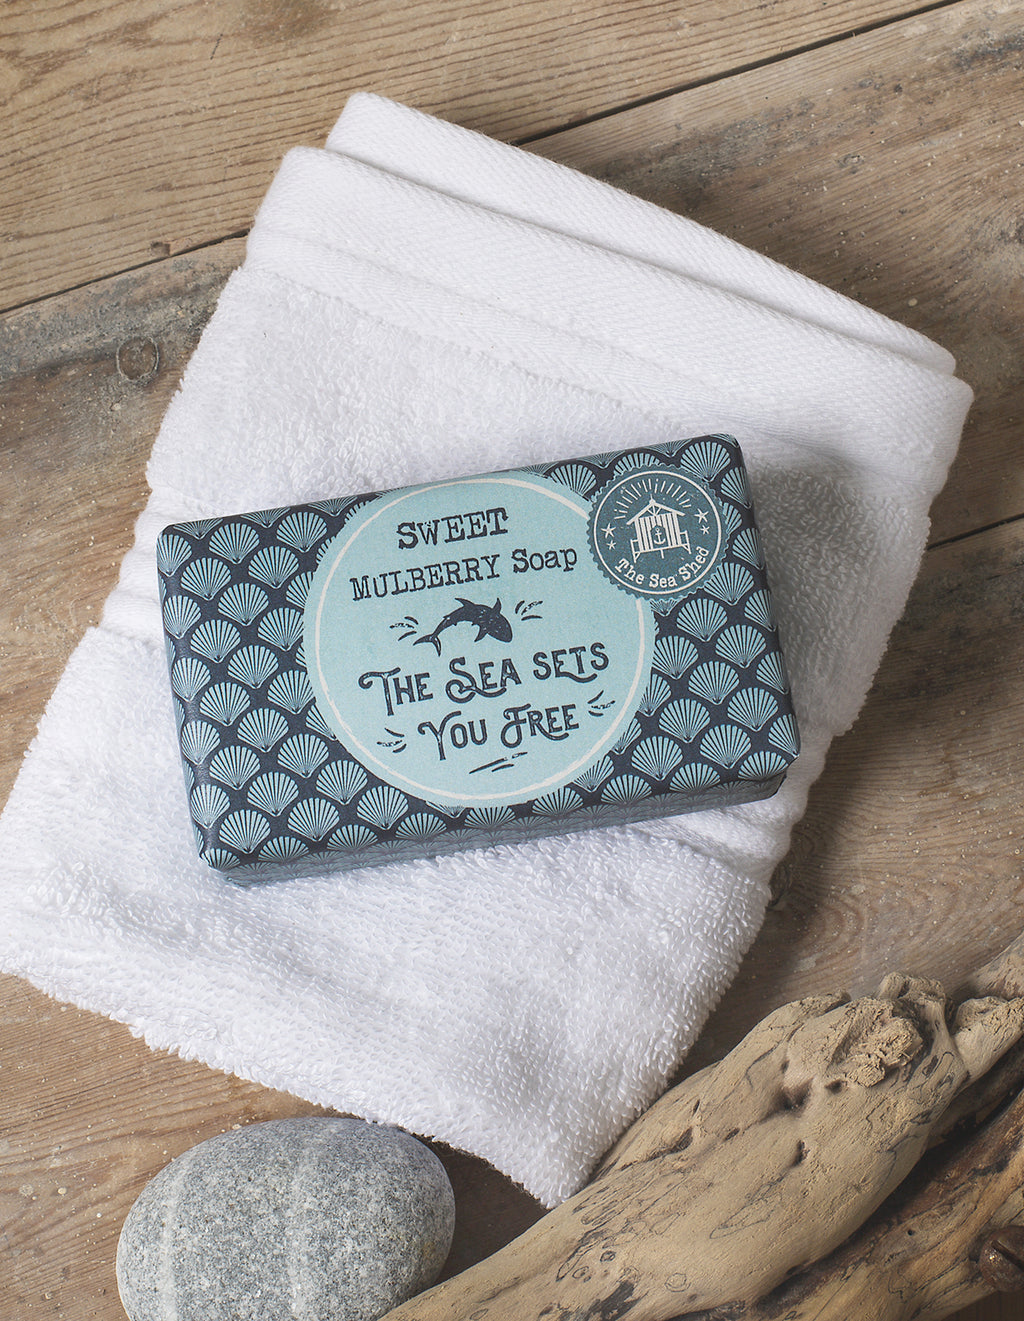 SWEET
MULBERRY Soap
THE SEA SETS
YOU FREE
The Sea Shed